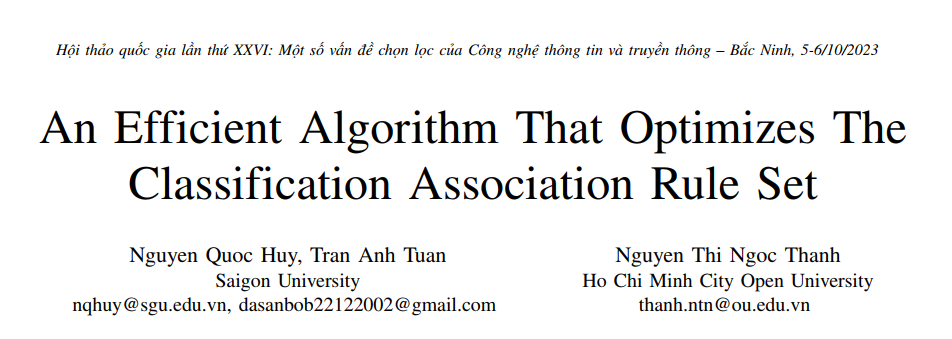 Hội thảo quốc gia lần thứ XXVI: Một số vấn đề chọn lọc của Công nghệ thông tin và truyền thông – Bắc Ninh, 5-6/10/2023
An Efficient Algorithm That Optimizes The
Classification Association Rule Set
Nguyen Quoc Huy, Tran Anh Tuan
Saigon University
nqhuy@sgu.edu.vn, dasanbob22122002@gmail.com
Nguyen Thi Ngoc Thanh
Ho Chi Minh City Open University
thanh.ntn@ou.edu.vn